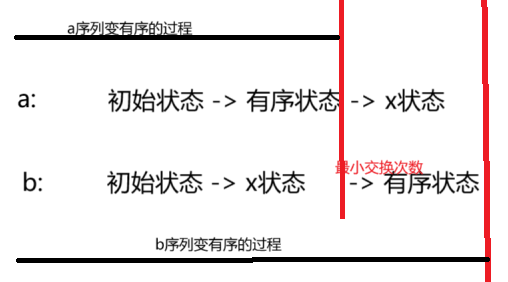 a序列变有序的过程
a: 初始状态 -> 有序状态 -> x状态
最小交换次数
b: 初始状态 -> x状态 -> 有序状态
b序列变有序的过程